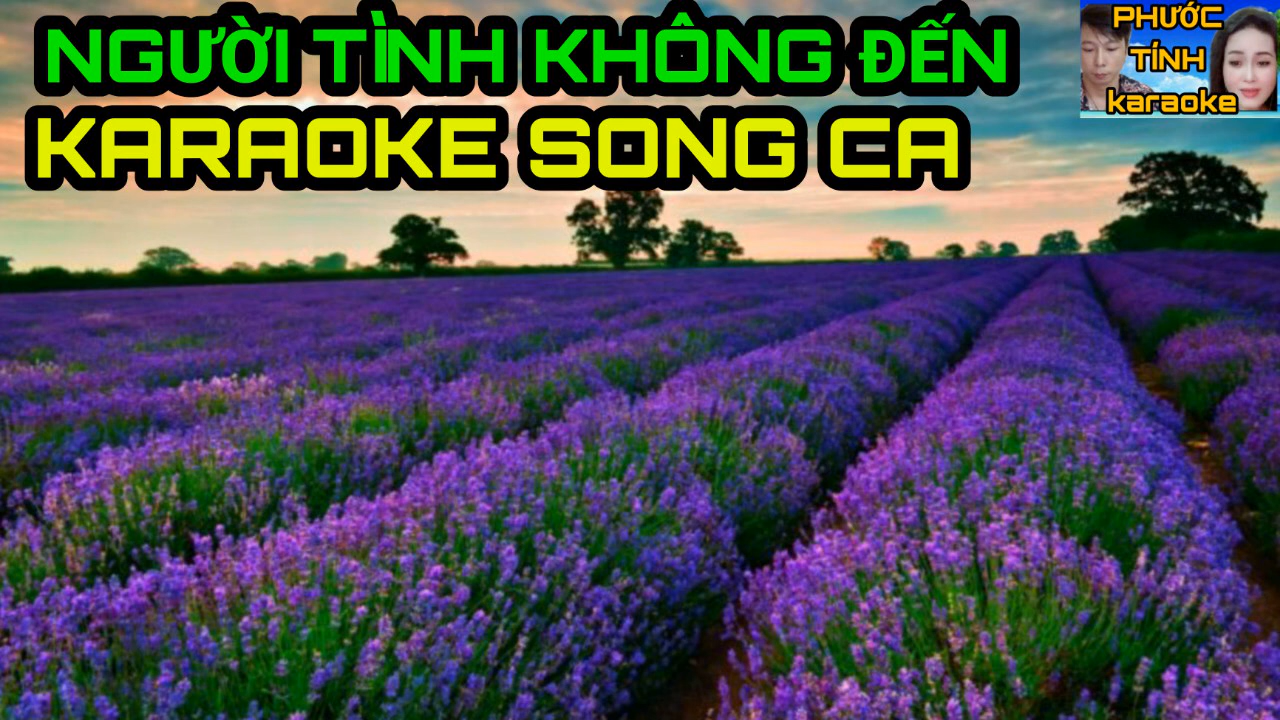 NGƯỜI TÌNH KHÔNG ĐẾN
KARAOKE SONG CA
PHƯỚC
TÍNH
karaoke